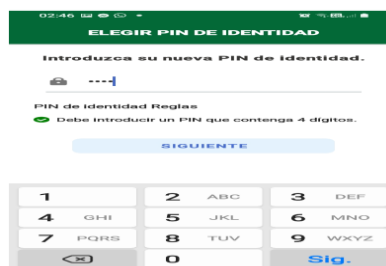 02:46
ELEGIR PIN DE IDENTIDAD
Introduzca su nueva PIN de identidad.
....
PIN de identidad Reglas
Debe introducir un PIN que contenga 4 dígitos.
SIGUIENTE
1
2 ABC
3 DEF
4 GHI
5 JKL
6 MNO
7 PQRS
8 TUV
9 WXYZ
0
Sig.